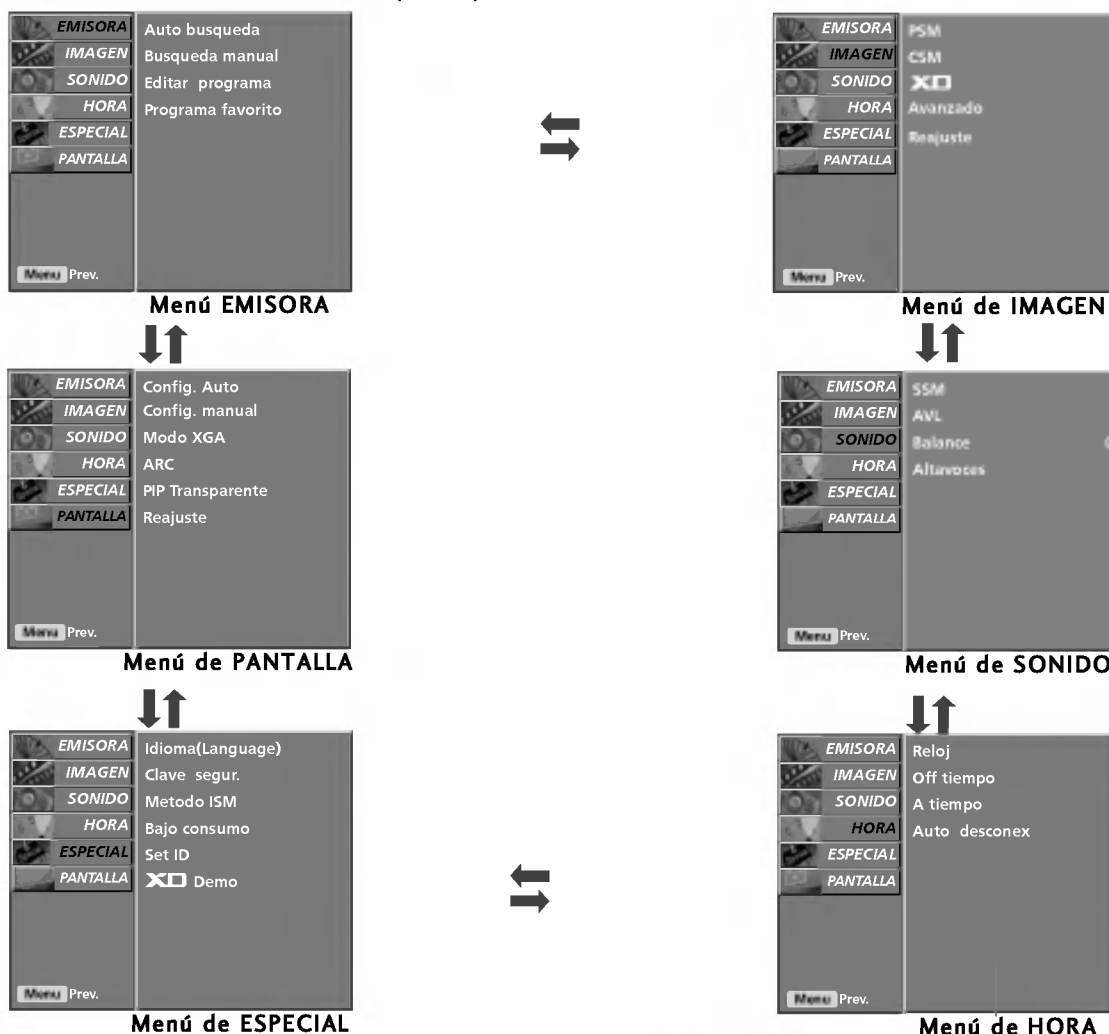 EMISORA
IMAGEN
SONIDO
HORA
ESPECIAL
PANTALLA
Auto busqueda
Busqueda manual
Editar programa
Programa favorito
Menu Prev.
Menú EMISORA
EMISORA
IMAGEN
SONIDO
HORA
ESPECIAL
PANTALLA
PSM
CSM
XD
Avanzado
Reajuste
Menu Prev.
Menú de IMAGEN
EMISORA
IMAGEN
SONIDO
HORA
ESPECIAL
PANTALLA
Config. Auto
Config. manual
Modo XGA
ARC
PIP Transparente
Reajuste
Menu Prev.
Menú de PANTALLA
EMISORA
IMAGEN
SONIDO
HORA
ESPECIAL
PANTALLA
SSM
AVL
Balance
Altavoces
Menu Prev.
Menú de SONIDO
EMISORA
IMAGEN
SONIDO
HORA
ESPECIAL
PANTALLA
Idioma(Language)
Clave segur.
Metodo ISM
Bajo consumo
Set ID
XD Demo
Menu Prev.
Menú de ESPECIAL
EMISORA
IMAGEN
SONIDO
HORA
ESPECIAL
PANTALLA
Reloj
Off tiempo
A tiempo
Auto desconex
Menu Prev.
Menú de HORA